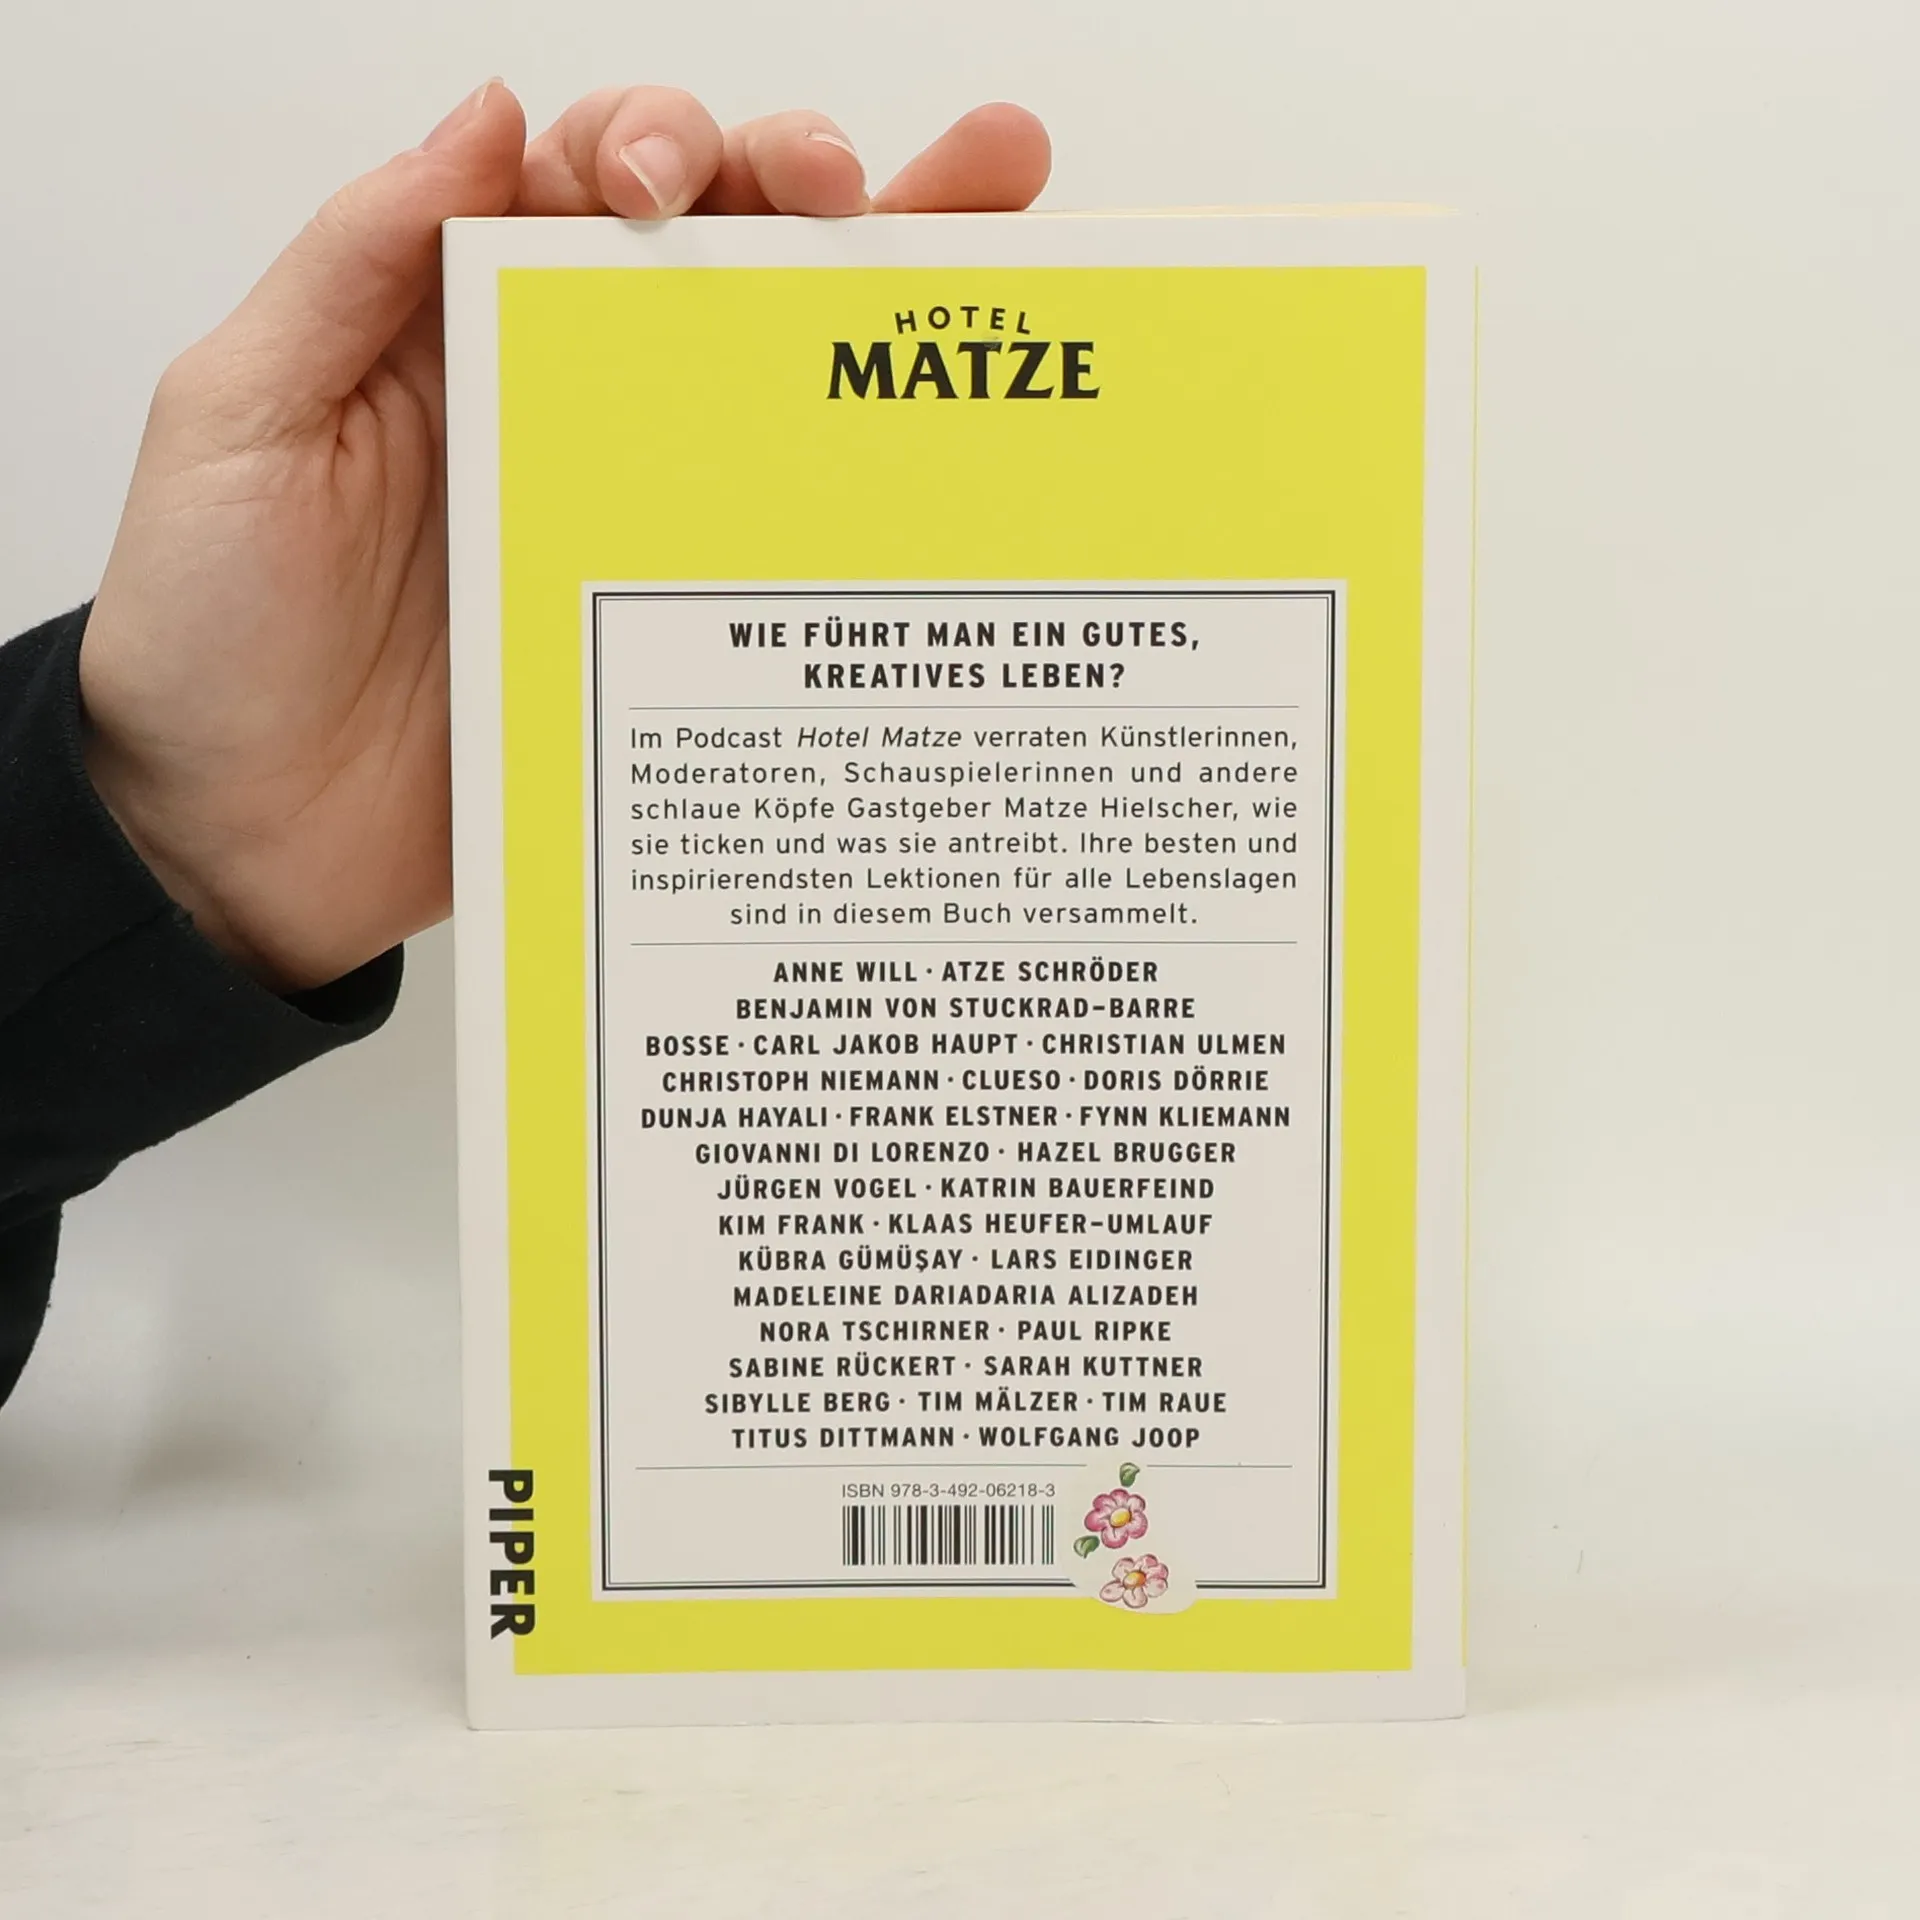 HOTEL
MATZE
WIE FÜHRT MAN EIN GUTES,
KREATIVES LEBEN?
Im Podcast Hotel Matze verraten Künstlerinnen,
Moderatoren, Schauspielerinnen und andere
schlaue Köpfe Gastgeber Matze Hielscher, wie
sie ticken und was sie antreibt. Ihre besten und
inspirierendsten Lektionen für alle Lebenslagen
sind in diesem Buch versammelt.
ANNE WILL · ATZE SCHRÖDER
BENJAMIN VON STUCKRAD-BARRE
BOSSE · CARL JAKOB HAUPT · CHRISTIAN ULMEN
CHRISTOPH NIEMANN · CLUESO · DORIS DÖRRIE
DUNJA HAYALI · FRANK ELSTNER · FYNN KLIEMANN
GIOVANNI DI LORENZO · HAZEL BRUGGER
JÜRGEN VOGEL · KATRIN BAUERFEIND
KIM FRANK · KLAAS HEUFER-UMLAUF
KÜBRA GÜMÜŞAY · LARS EIDINGER
MADELEINE DARIADARIA ALIZADEH
NORA TSCHIRNER · PAUL RIPKE
SABINE RÜCKERT · SARAH KUTTNER
SIBYLLE BERG · TIM MÄLZER · TIM RAUE
TITUS DITTMANN · WOLFGANG JOOP
ISBN 978-3-492-06218-3
PIPER